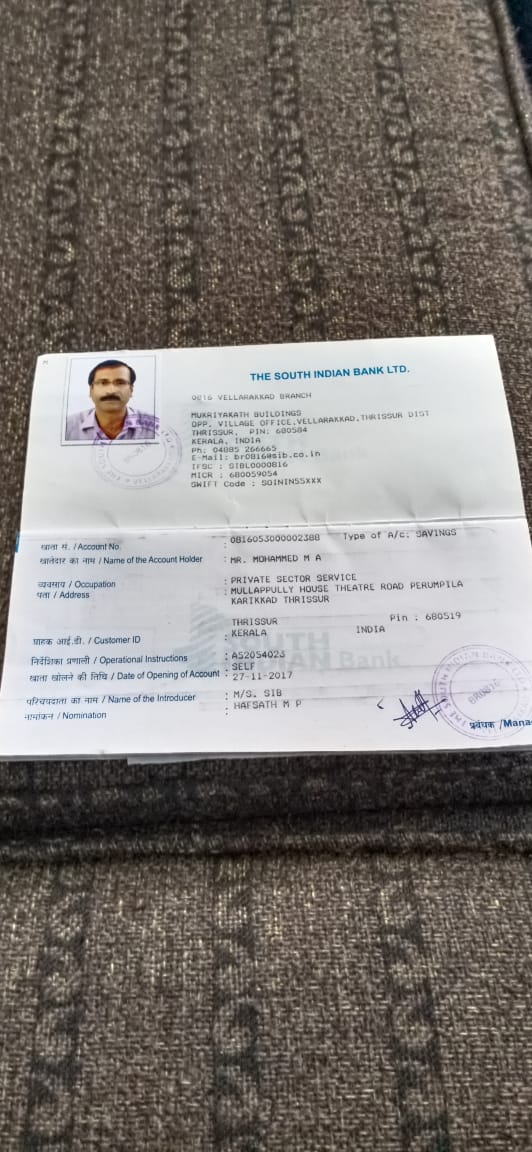 M
THE SOUTH INDIAN BANK LTD.
0816 VELLARAKKAD BRANCH
MUKRIYAKATH BUILDINGS
OPP. VILLAGE OFFICE,VELLARAKKAD,THRISSUR DIST
THRISSUR, PIN: 680584
KERALA, INDIA
Ph: 04885 266665
E-Mail: br0816@sib.co.in
IFSC : SIBL0000816
MICR : 680059054
SWIFT Code : SOININ55XXX
खाता सं. / Account No. : 0816053000002388 Type of A/c: SAVINGS
खातेदार का नाम / Name of the Account Holder : MR. MOHAMMED M A
व्यवसाय / Occupation : PRIVATE SECTOR SERVICE
पता / Address : MULLAPPULLY HOUSE THEATRE ROAD PERUMPILA
KARIKKAD THRISSUR
THRISSUR Pin : 680519
: KERALA INDIA
ग्राहक आई.डी. / Customer ID : A52054023
निर्देशिका प्रणाली / Operational Instructions : SELF
खाता खोलने की तिथि / Date of Opening of Account : 27-11-2017
परिचयदाता का नाम / Name of the Introducer : M/S. SIB
नामांकन / Nomination : HAFSATH M P
SOUTH
INDIAN Bank
BR0816
प्रबंधक /Mana